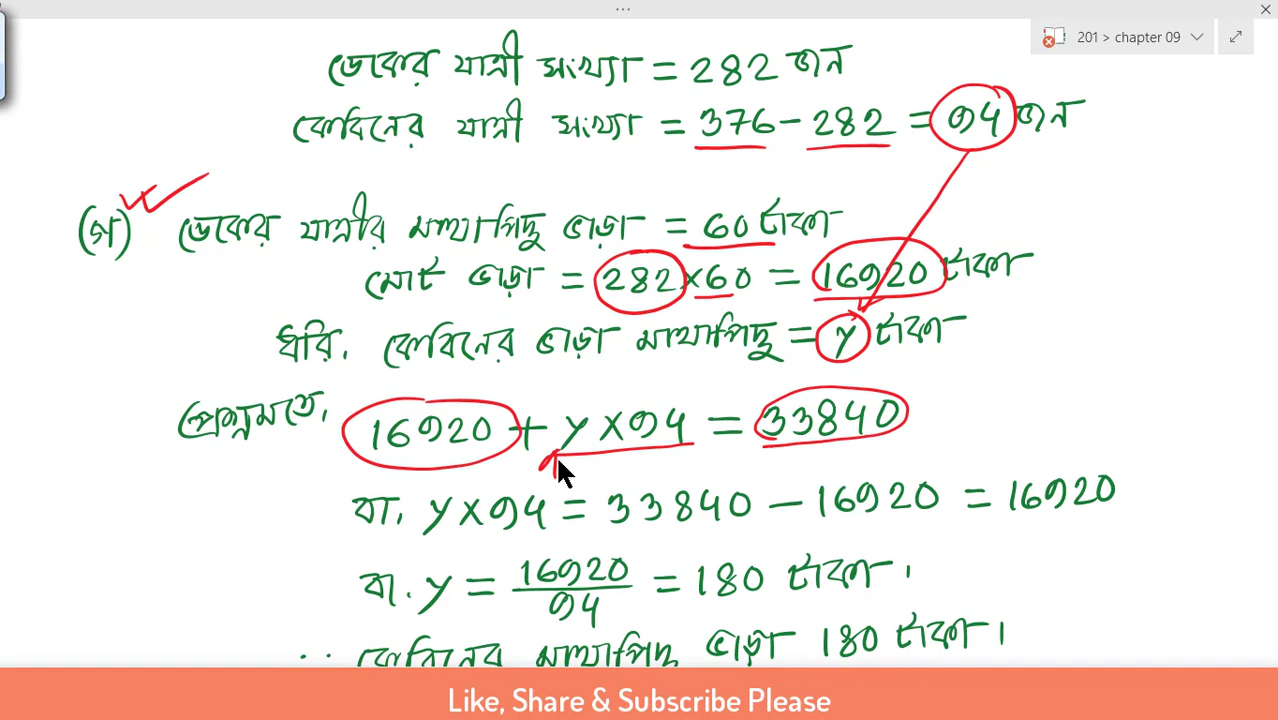 201 > chapter 09
ডেকের যাত্রী সংখ্যা = 282 জন
কেবিনের যাত্রী সংখ্যা = 376 - 282 = 94 জন
(গ) ডেকের যাত্রীর মাথাপিছু ভাড়া = 60 টাকা
মোট ভাড়া = 282 × 60 = 16920 টাকা
ধরি, কেবিনের ভাড়া মাথাপিছু = y টাকা
প্রশ্নমতে, 16920 + y × 94 = 33840
বা, y × 94 = 33840 - 16920 = 16920
বা, y = 16920/94 = 180 টাকা।
∴ কেবিনের মাথাপিছু ভাড়া 180 টাকা।
Like, Share & Subscribe Please